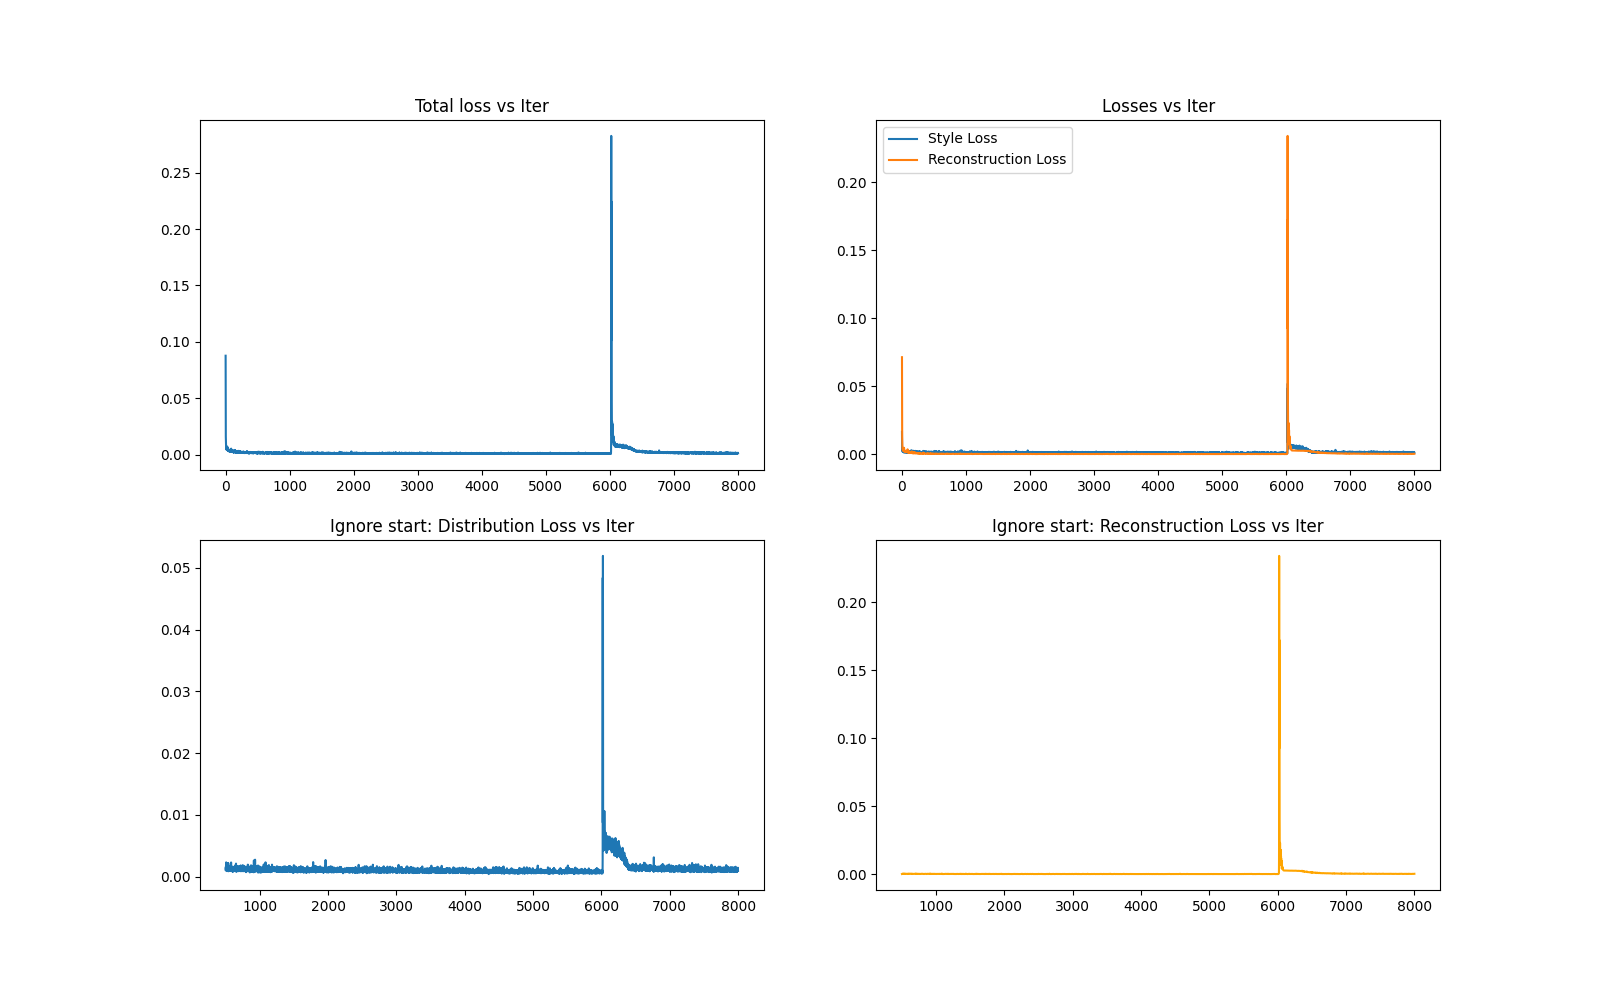 Total loss vs Iter
0.25
0.20
0.15
0.10
0.05
0.00
0 1000 2000 3000 4000 5000 6000 7000 8000
Losses vs Iter
Style Loss
Reconstruction Loss
0.20
0.15
0.10
0.05
0.00
0 1000 2000 3000 4000 5000 6000 7000 8000
Ignore start: Distribution Loss vs Iter
0.05
0.04
0.03
0.02
0.01
0.00
1000 2000 3000 4000 5000 6000 7000 8000
Ignore start: Reconstruction Loss vs Iter
0.20
0.15
0.10
0.05
0.00
1000 2000 3000 4000 5000 6000 7000 8000